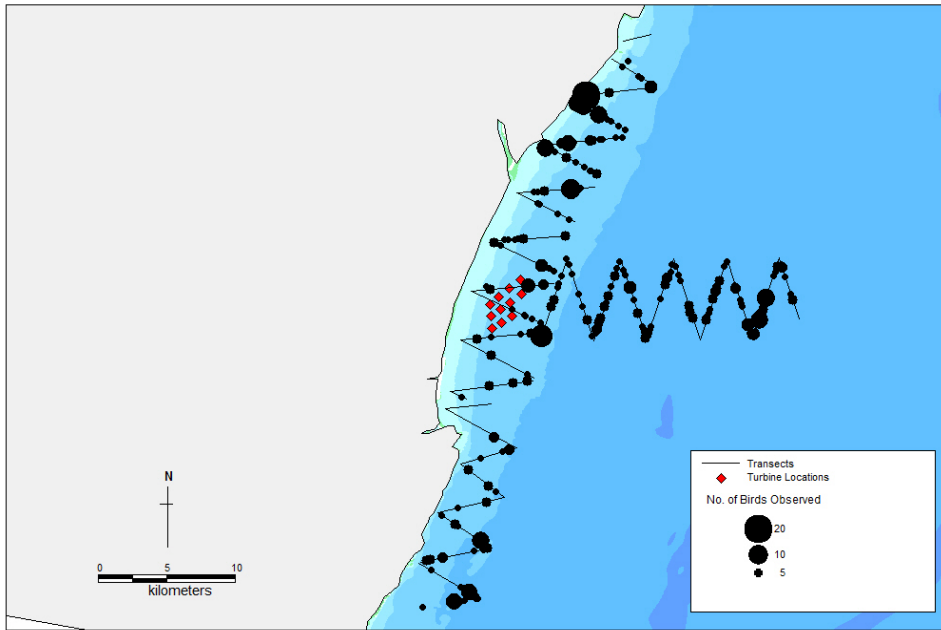 N
0 5 10
kilometers
Transects
Turbine Locations
No. of Birds Observed
20
10
5